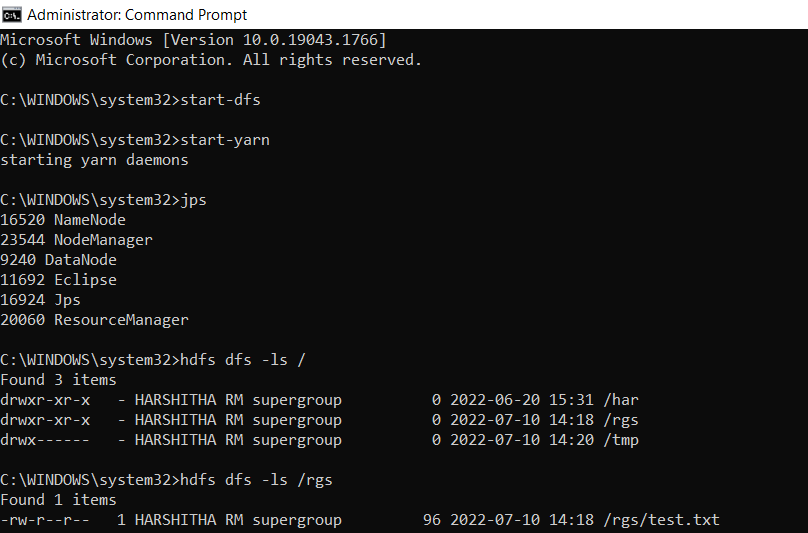 Administrator: Command Prompt
Microsoft Windows [Version 10.0.19043.1766]
(c) Microsoft Corporation. All rights reserved.
C:\WINDOWS\system32>start-dfs
C:\WINDOWS\system32>start-yarn
starting yarn daemons
C:\WINDOWS\system32>jps
16520 NameNode
23544 NodeManager
9240 DataNode
11692 Eclipse
16924 Jps
20060 ResourceManager
C:\WINDOWS\system32>hdfs dfs -ls /
Found 3 items
drwxr-xr-x   - HARSHITHA RM supergroup          0 2022-06-20 15:31 /har
drwxr-xr-x   - HARSHITHA RM supergroup          0 2022-07-10 14:18 /rgs
drwx------   - HARSHITHA RM supergroup          0 2022-07-10 14:20 /tmp
C:\WINDOWS\system32>hdfs dfs -ls /rgs
Found 1 items
-rw-r--r--   1 HARSHITHA RM supergroup         96 2022-07-10 14:18 /rgs/test.txt